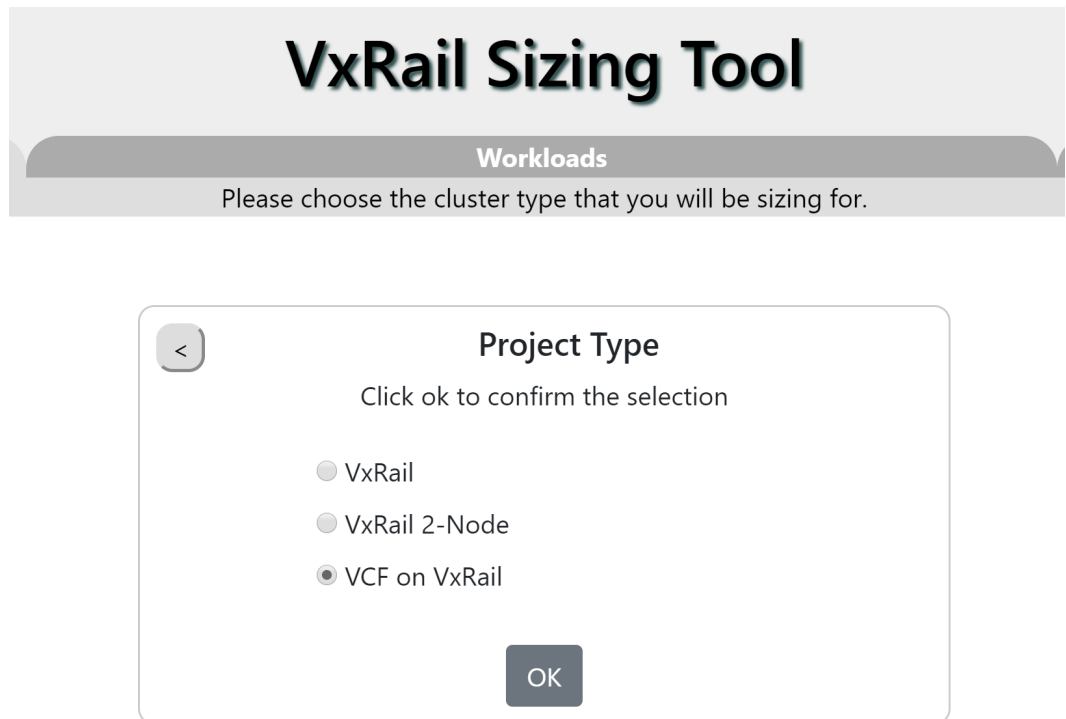 VxRail Sizing Tool
Workloads
Please choose the cluster type that you will be sizing for.
<
Project Type
Click ok to confirm the selection
VxRail
VxRail 2-Node
VCF on VxRail
OK